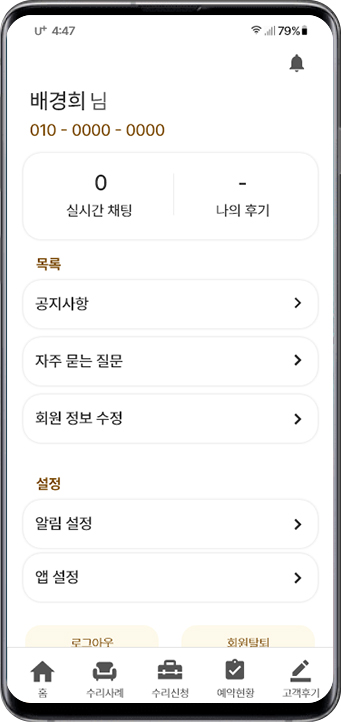 U+ 4:47 79%
배경희 님
010 - 0000 - 0000
0 -
실시간 채팅 나의 후기
목록
공지사항
자주 묻는 질문
회원 정보 수정
설정
알림 설정
앱 설정
로그아웃 회원탈퇴
홈 수리사례 수리신청 예약현황 고객후기